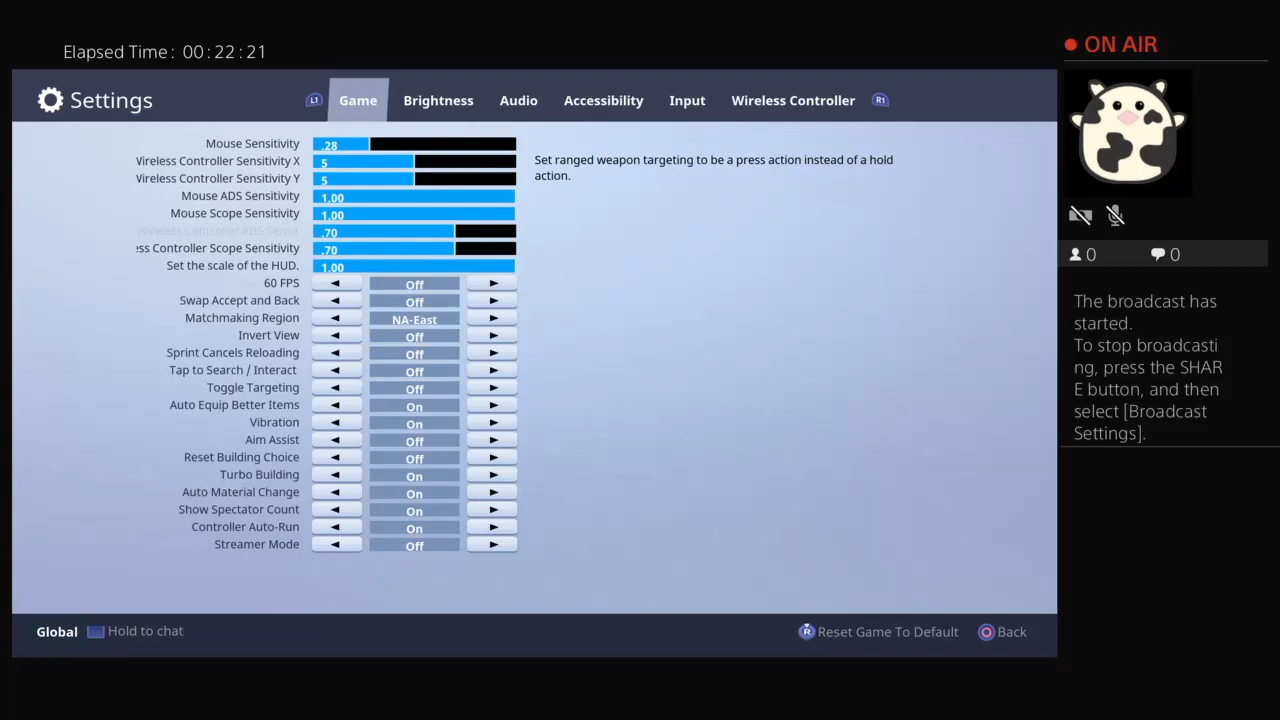 Elapsed Time: 00:22:21
ON AIR
Settings
L1 Game Brightness Audio Accessibility Input Wireless Controller R1
Mouse Sensitivity .28
Wireless Controller Sensitivity X 5
Wireless Controller Sensitivity Y 5
Mouse ADS Sensitivity 1.00
Mouse Scope Sensitivity 1.00
Wireless Controller ADS Sensit .70
ss Controller Scope Sensitivity .70
Set the scale of the HUD. 1.00
60 FPS Off
Swap Accept and Back Off
Matchmaking Region NA-East
Invert View Off
Sprint Cancels Reloading Off
Tap to Search / Interact Off
Toggle Targeting Off
Auto Equip Better Items On
Vibration On
Aim Assist Off
Reset Building Choice Off
Turbo Building On
Auto Material Change On
Show Spectator Count On
Controller Auto-Run On
Streamer Mode Off
Set ranged weapon targeting to be a press action instead of a hold
action.
0 0
The broadcast has
started.
To stop broadcasti
ng, press the SHAR
E button, and then
select [Broadcast
Settings].
Global Hold to chat
R Reset Game To Default Back